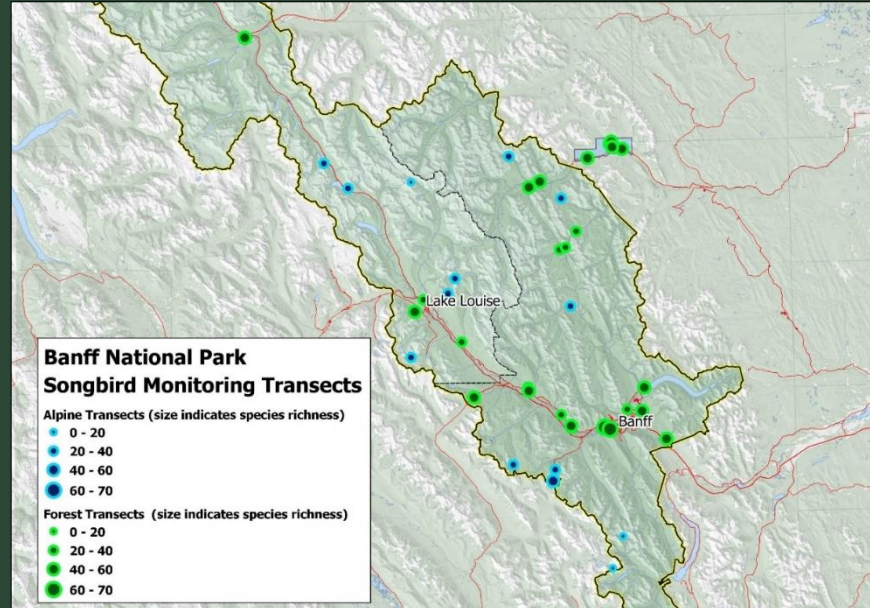 Lake Louise
Banff
Banff National Park
Songbird Monitoring Transects
Alpine Transects (size indicates species richness)
0 - 20
20 - 40
40 - 60
60 - 70
Forest Transects (size indicates species richness)
0 - 20
20 - 40
40 - 60
60 - 70